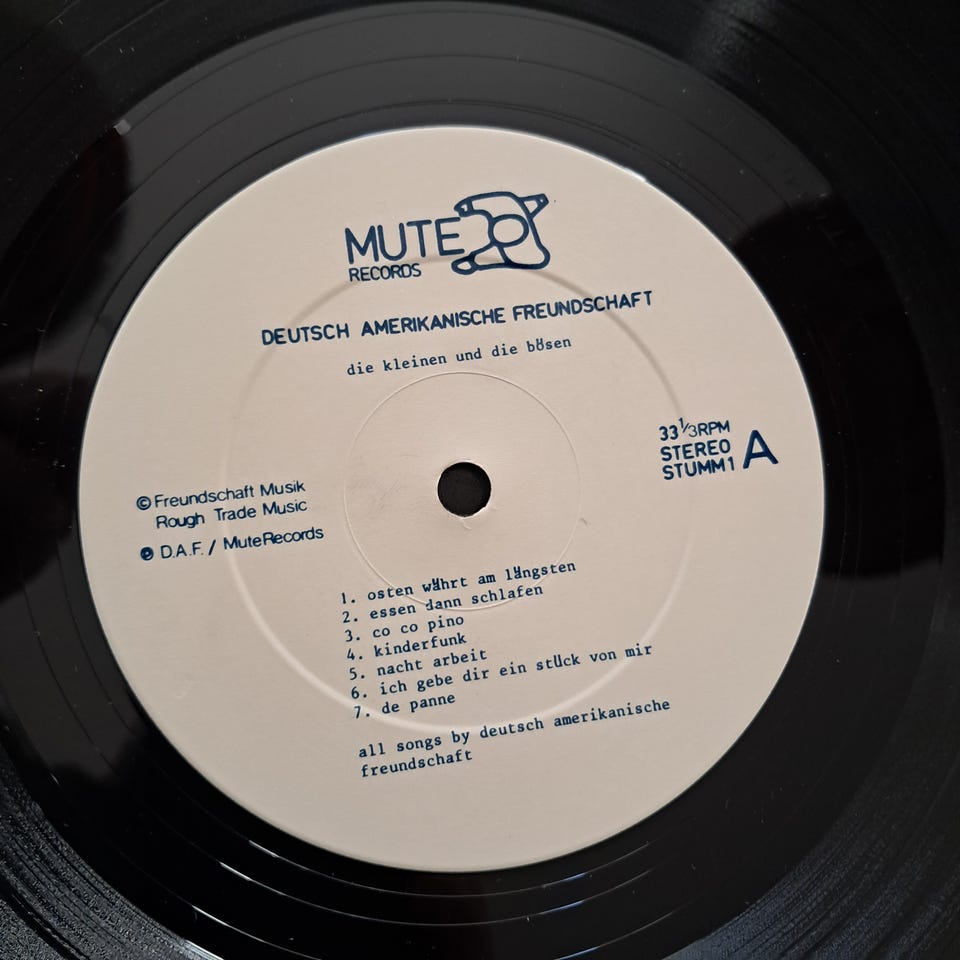 MUTE
RECORDS
DEUTSCH AMERIKANISCHE FREUNDSCHAFT
die kleinen und die bösen
33⅓RPM
STEREO
STUMM1
A
©Freundschaft Musik
Rough Trade Music
℗ D.A.F. / Mute Records
1. osten währt am längsten
2. essen dann schlafen
3. co co pino
4. kinderfunk
5. nacht arbeit
6. ich gebe dir ein stück von mir
7. de panne
all songs by deutsch amerikanische
freundschaft